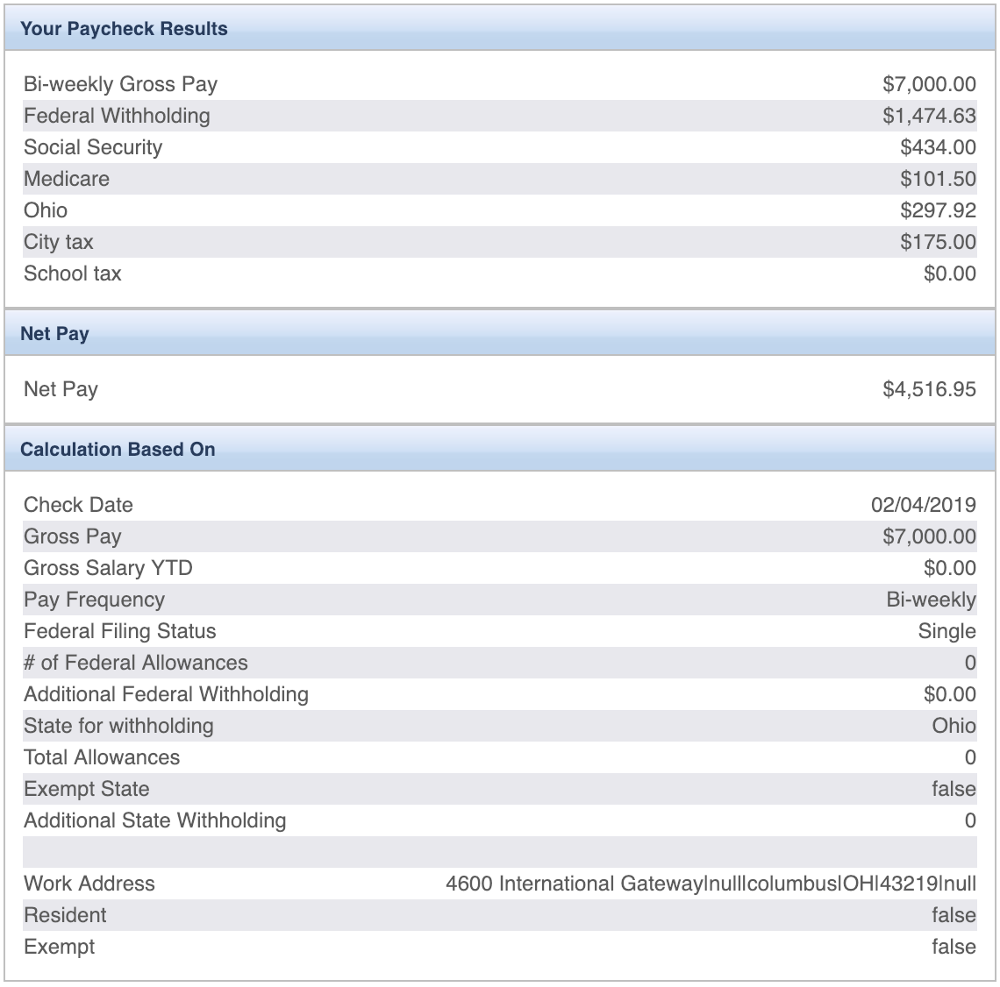 Your Paycheck Results
Bi-weekly Gross Pay $7,000.00
Federal Withholding $1,474.63
Social Security $434.00
Medicare $101.50
Ohio $297.92
City tax $175.00
School tax $0.00
Net Pay
Net Pay $4,516.95
Calculation Based On
Check Date 02/04/2019
Gross Pay $7,000.00
Gross Salary YTD $0.00
Pay Frequency Bi-weekly
Federal Filing Status Single
# of Federal Allowances 0
Additional Federal Withholding $0.00
State for withholding Ohio
Total Allowances 0
Exempt State false
Additional State Withholding 0
Work Address 4600 International Gateway|null|columbus|OH|43219|null
Resident false
Exempt false